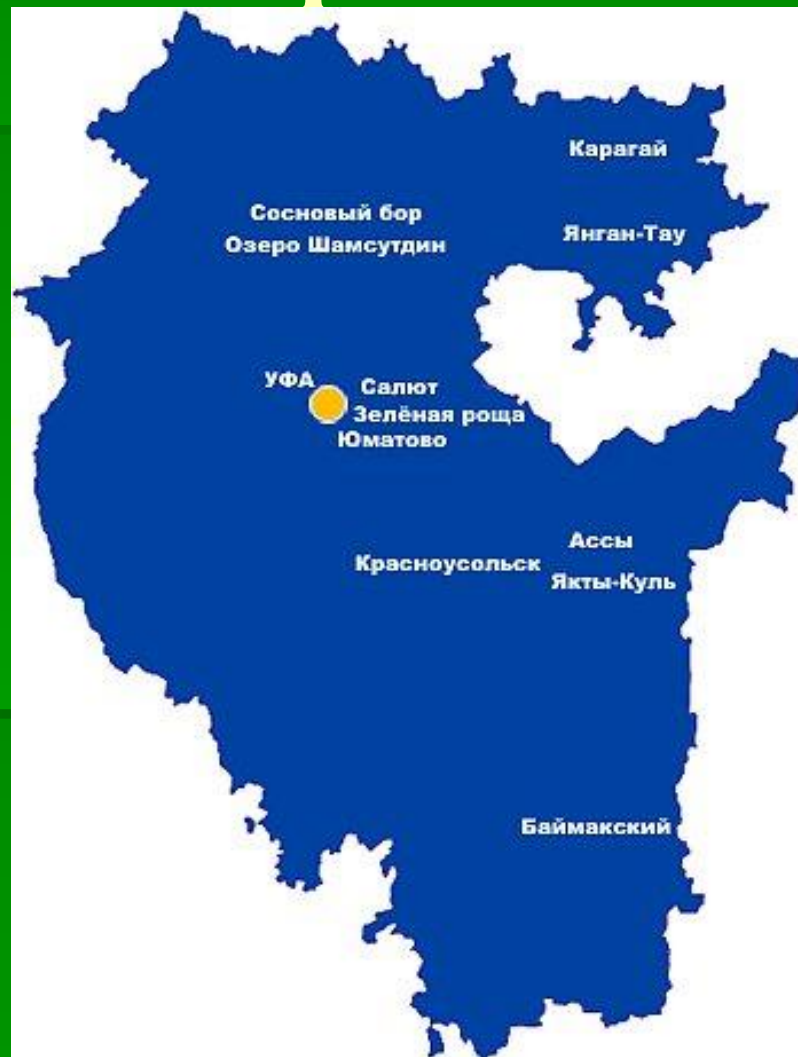 Карагай
Сосновый бор
Янган-Тау
Озеро Шамсутдин
УФА
Салют
Зелёная роща
Юматово
Ассы
Красноусольск
Якты-Куль
Баймакский